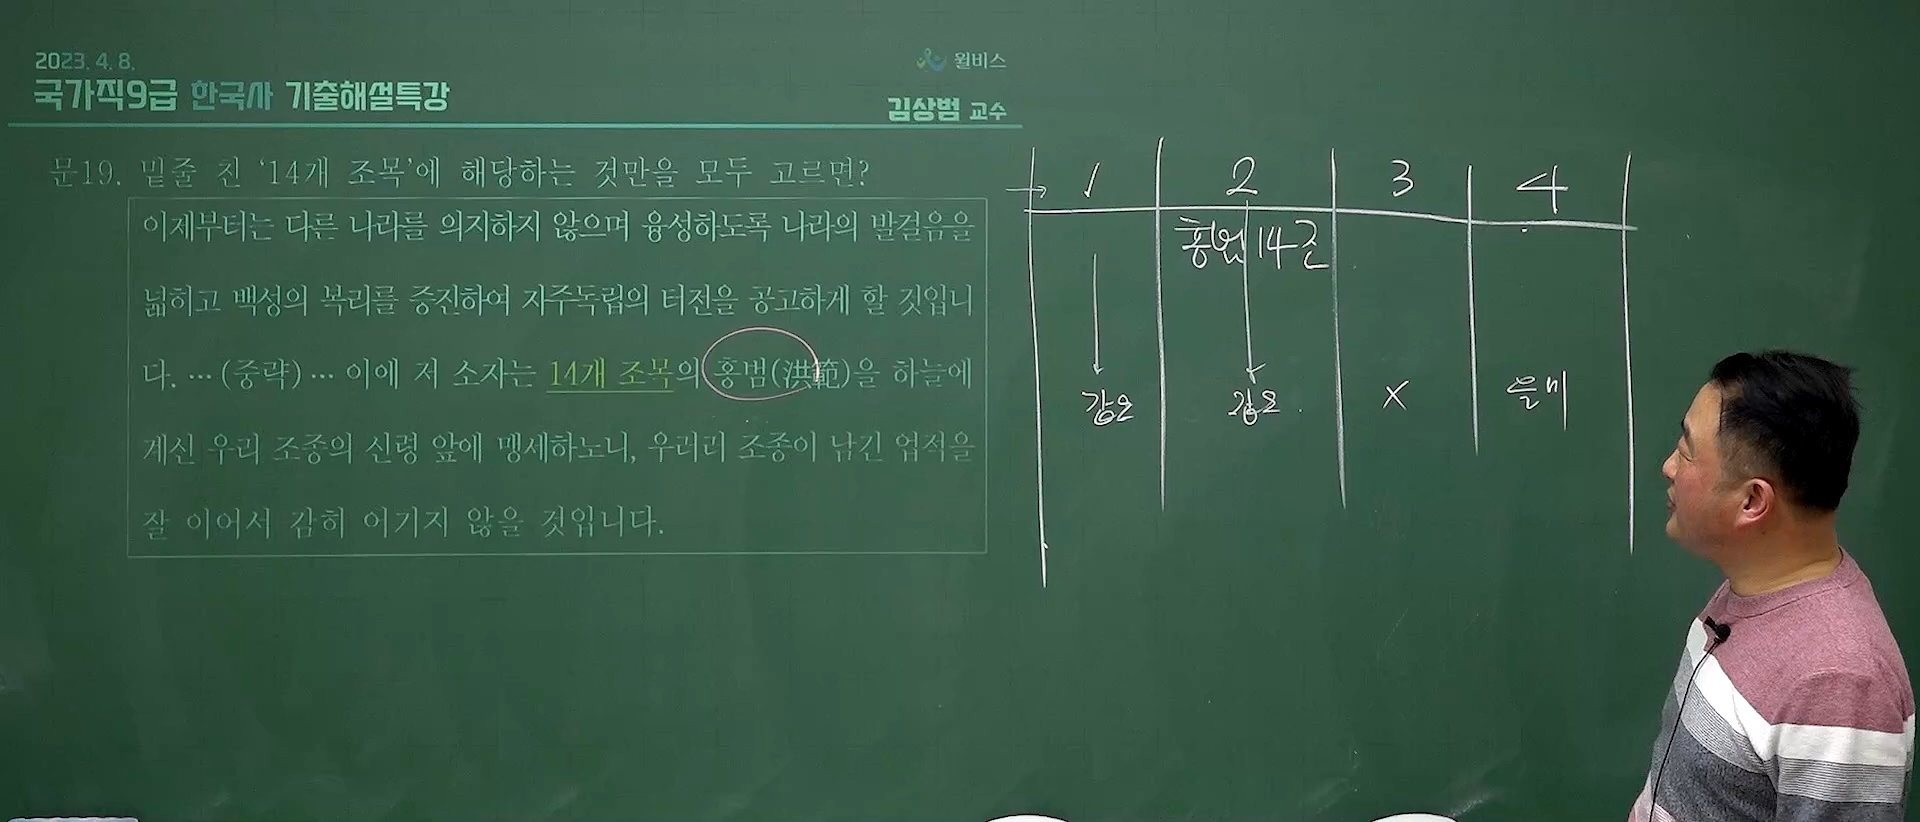 2023. 4. 8.
국가직9급 한국사 기출해설특강
윌비스
김상범 교수
문19. 밑줄 친 '14개 조목'에 해당하는 것만을 모두 고르면?
이제부터는 다른 나라를 의지하지 않으며 융성하도록 나라의 발걸음을
넓히고 백성의 복리를 증진하여 자주독립의 터전을 공고하게 할 것입니
다. … (중략) … 이에 저 소자는 14개 조목의 홍범(洪範)을 하늘에
계신 우리 조종의 신령 앞에 맹세하노니, 우러러 조종이 남긴 업적을
잘 이어서 감히 어기지 않을 것입니다.
→ 1 2 3 4
홍범 14조
갑오 갑오 X 을미